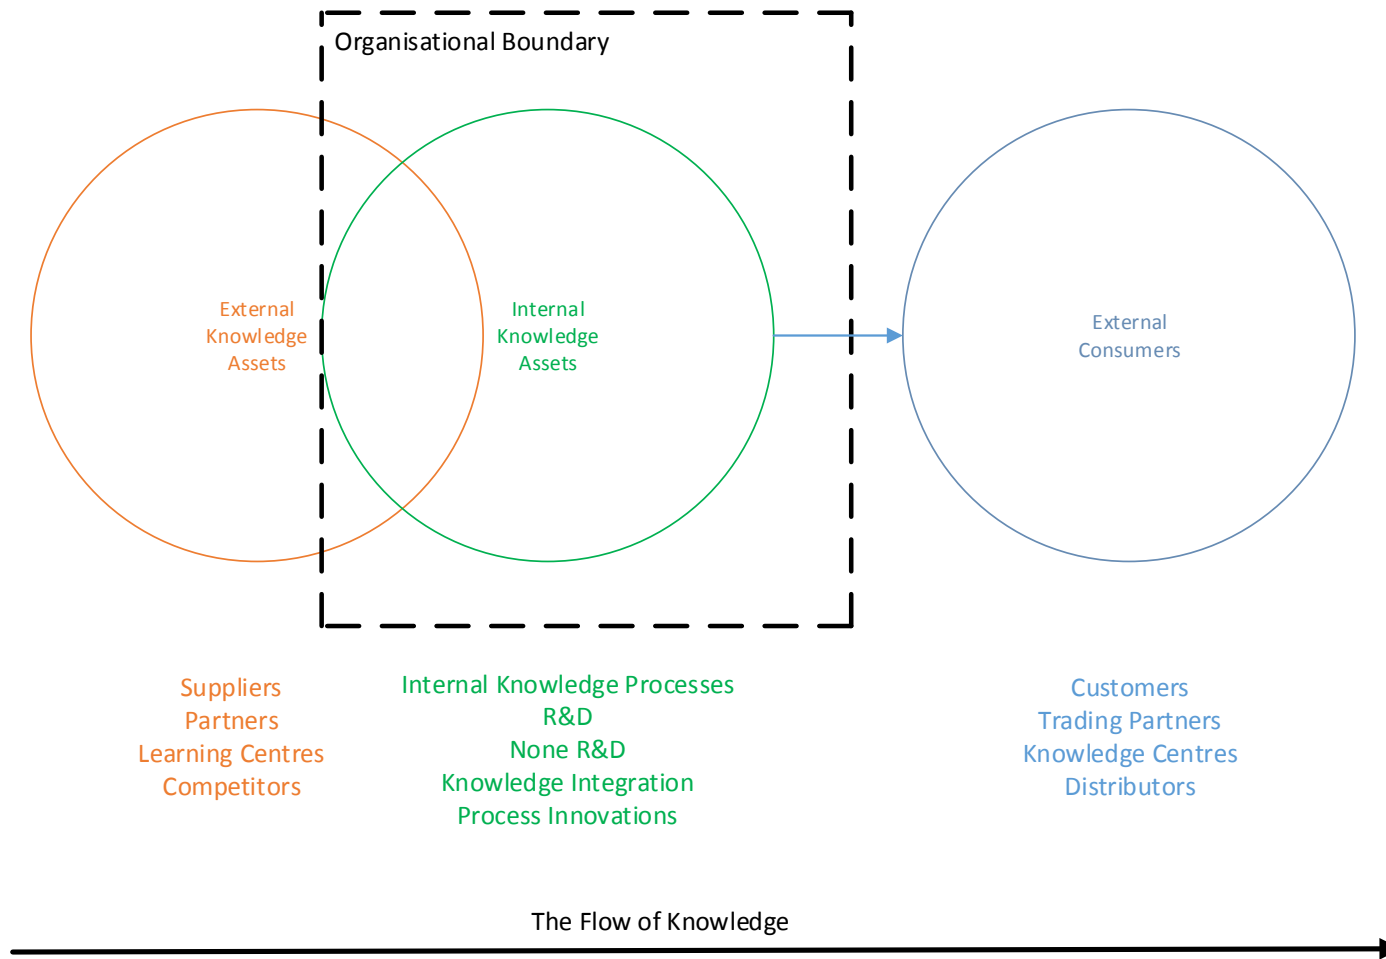 Organisational Boundary
External
Knowledge
Assets
Internal
Knowledge
Assets
External
Consumers
Suppliers
Partners
Learning Centres
Competitors
Internal Knowledge Processes
R&D
None R&D
Knowledge Integration
Process Innovations
Customers
Trading Partners
Knowledge Centres
Distributors
The Flow of Knowledge